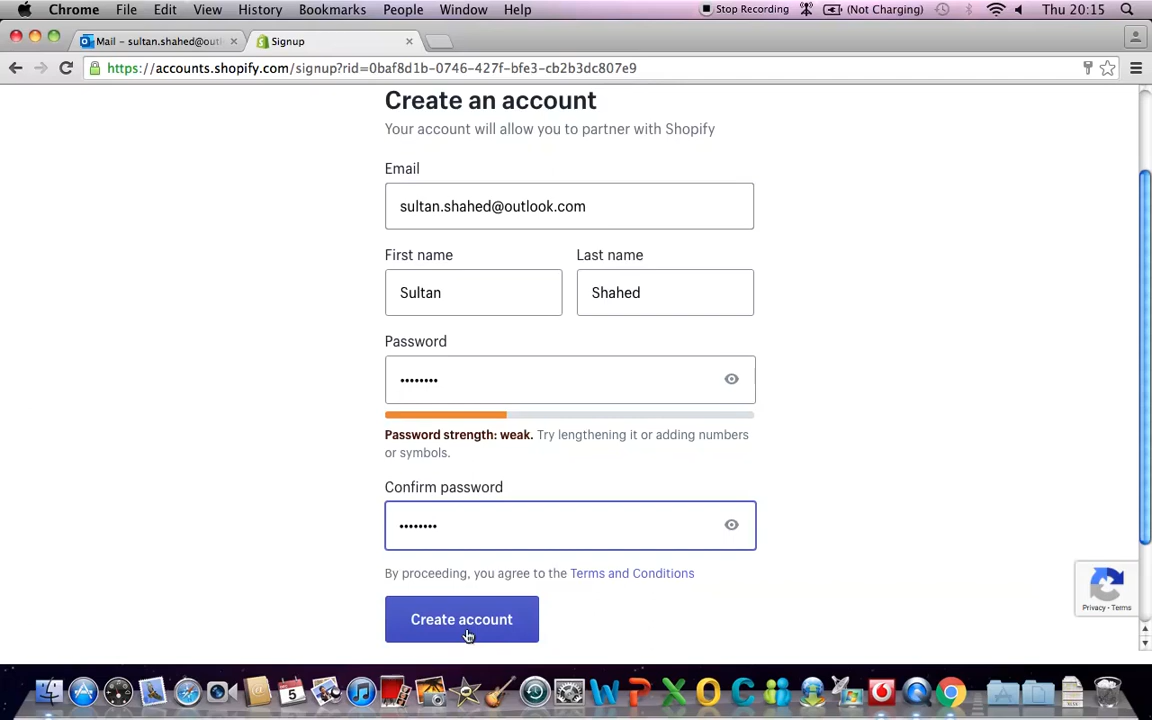 Chrome File Edit View History Bookmarks People Window Help Stop Recording (Not Charging) Thu 20:15
Mail – sultan.shahed@outl Signup
https://accounts.shopify.com/signup?rid=0baf8d1b-0746-427f-bfe3-cb2b3dc807e9
Create an account
Your account will allow you to partner with Shopify
Email
sultan.shahed@outlook.com
First name Last name
Sultan Shahed
Password
••••••••
Password strength: weak. Try lengthening it or adding numbers
or symbols.
Confirm password
••••••••
By proceeding, you agree to the Terms and Conditions
Privacy - Terms
Create account